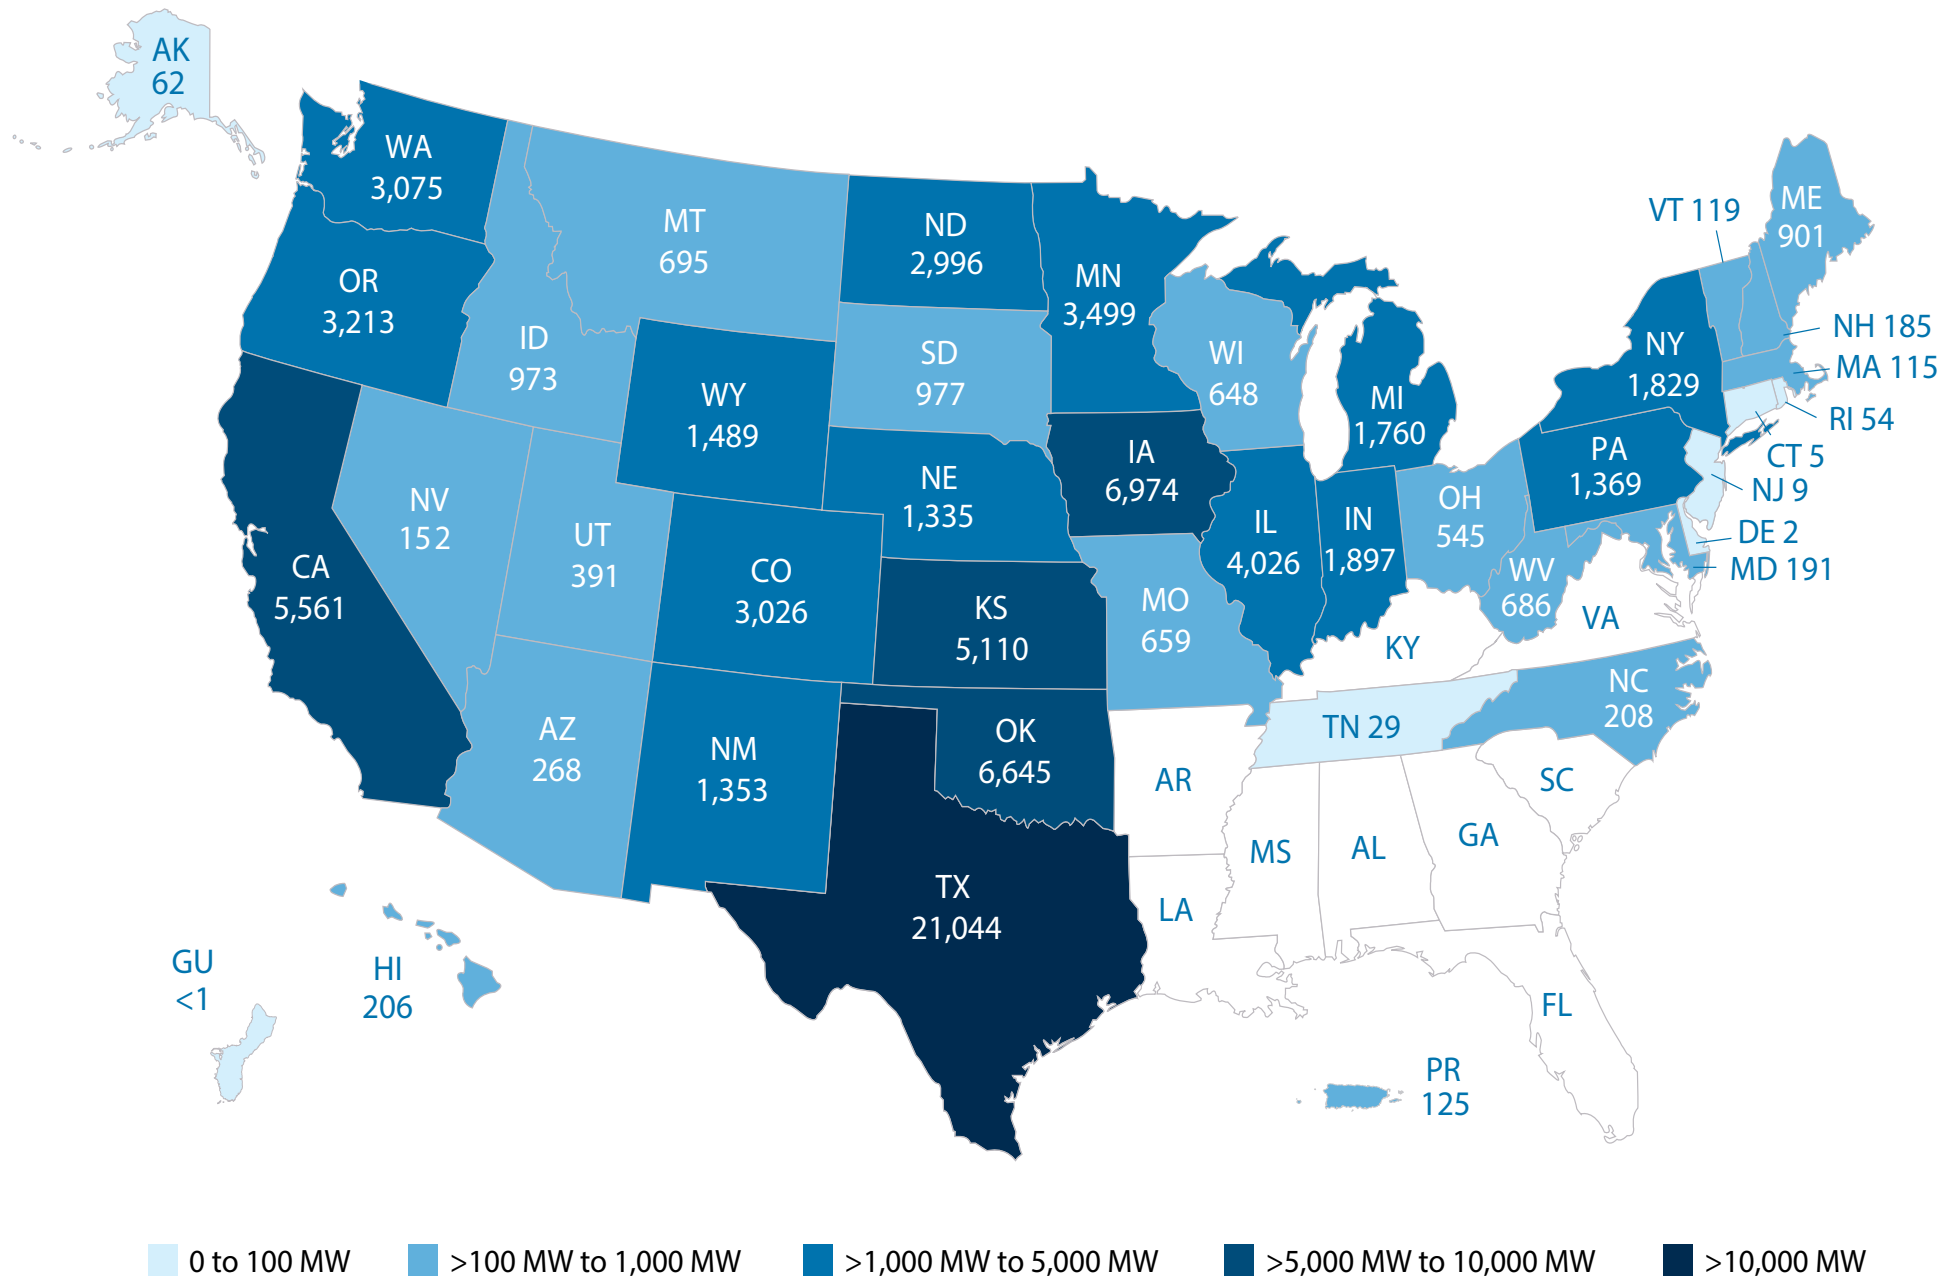 AK
62
WA
3,075
MT
695
ND
2,996
MN
3,499
VT 119
ME
901
OR
3,213
ID
973
WY
1,489
SD
977
WI
648
MI
1,760
NY
1,829
NH 185
MA 115
RI 54
CT 5
NJ 9
DE 2
MD 191
NV
152
UT
391
CO
3,026
NE
1,335
IA
6,974
IL
4,026
IN
1,897
OH
545
PA
1,369
WV
686
VA
CA
5,561
KS
5,110
MO
659
KY
AZ
268
NM
1,353
OK
6,645
AR
TN 29
NC
208
SC
TX
21,044
LA
MS
AL
GA
FL
GU
<1
HI
206
PR
125
0 to 100 MW
>100 MW to 1,000 MW
>1,000 MW to 5,000 MW
>5,000 MW to 10,000 MW
>10,000 MW